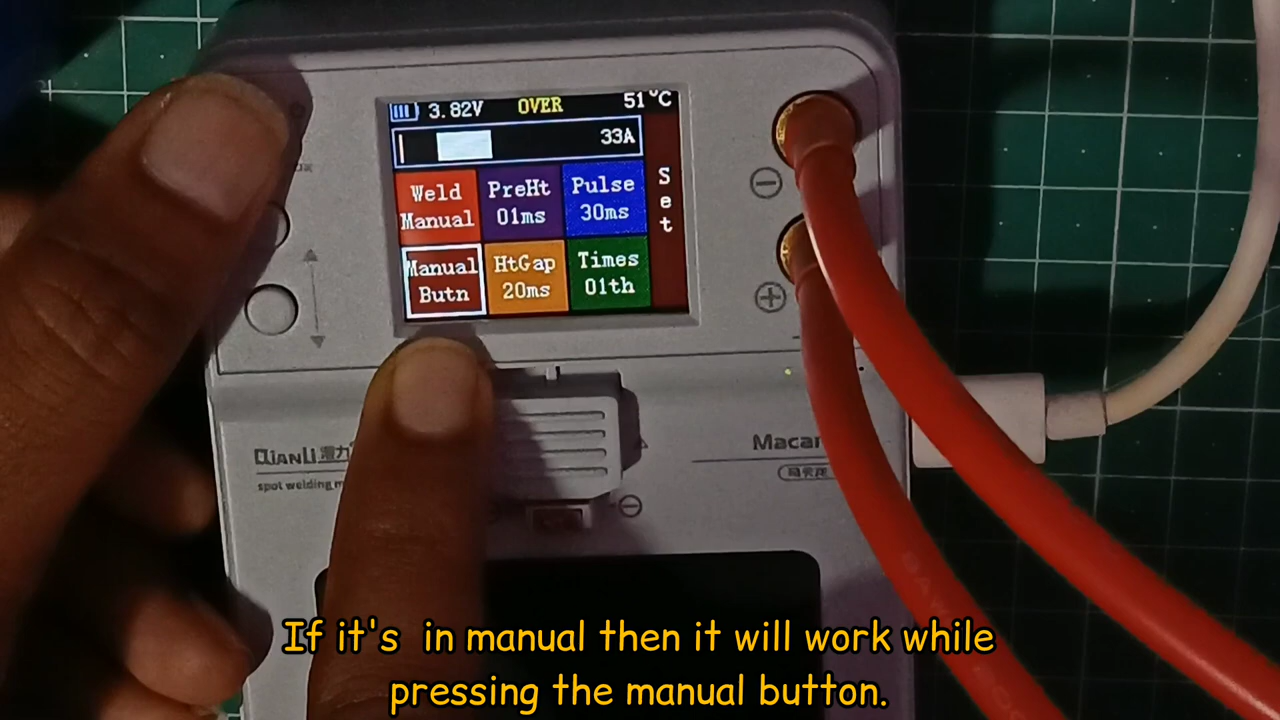 3.82V OVER 51°C
33A
Weld Manual
PreHt 01ms
Pulse 30ms
Set
Manual Butn
HtGap 20ms
Times 01th
QIANLI
spot welding
Macar
If it's in manual then it will work while
pressing the manual button.